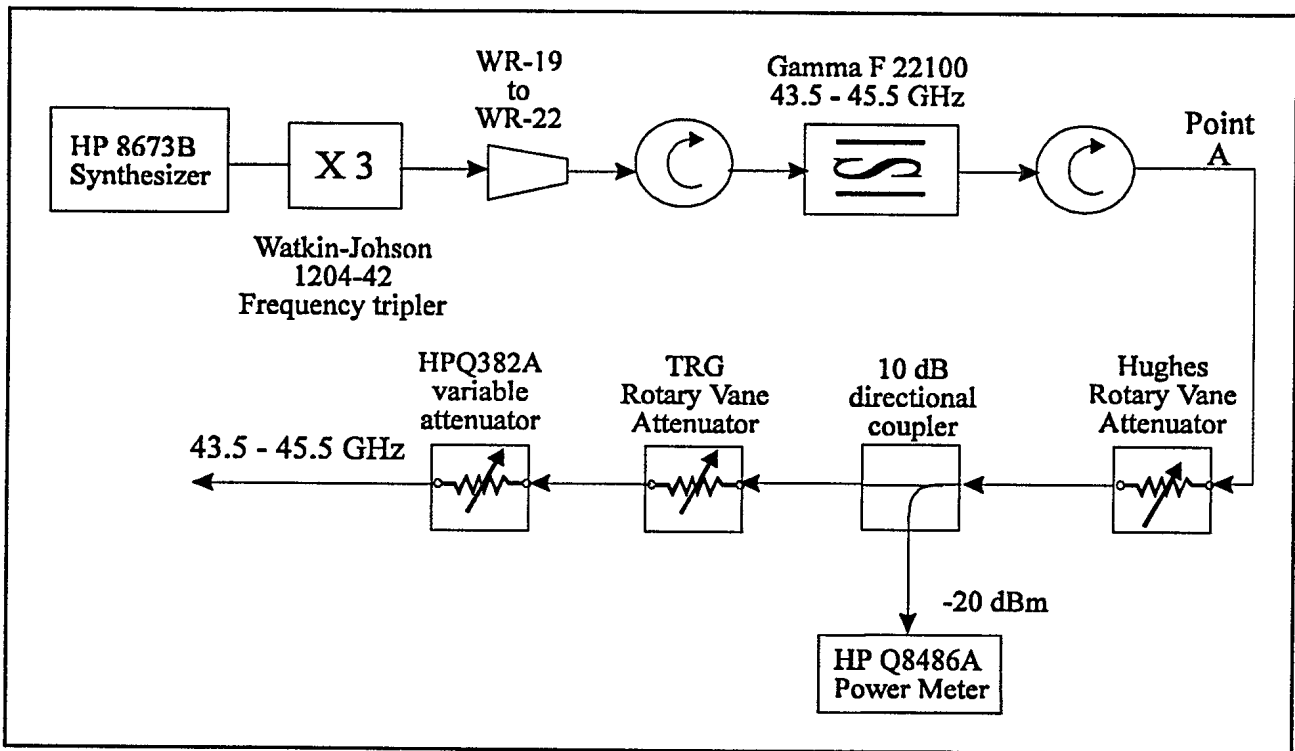 HP 8673B
Synthesizer
X 3
Watkin-Johson
1204-42
Frequency tripler
WR-19
to
WR-22
Gamma F 22100
43.5 - 45.5 GHz
S
Point
A
Hughes
Rotary Vane
Attenuator
10 dB
directional
coupler
-20 dBm
HP Q8486A
Power Meter
TRG
Rotary Vane
Attenuator
HPQ382A
variable
attenuator
43.5 - 45.5 GHz